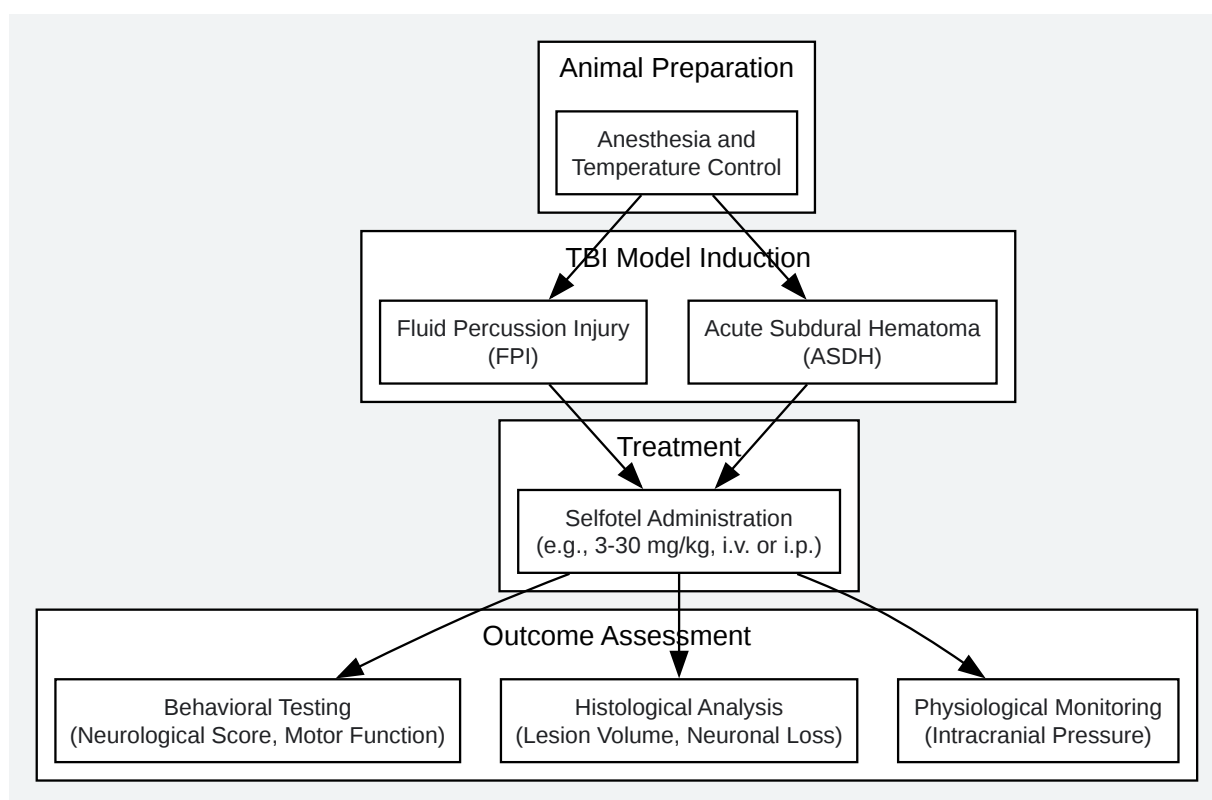 Animal Preparation
Anesthesia and
Temperature Control
TBI Model Induction
Fluid Percussion Injury
(FPI)
Acute Subdural Hematoma
(ASDH)
Treatment
Selfotel Administration
(e.g., 3-30 mg/kg, i.v. or i.p.)
Outcome Assessment
Behavioral Testing
(Neurological Score, Motor Function)
Histological Analysis
(Lesion Volume, Neuronal Loss)
Physiological Monitoring
(Intracranial Pressure)